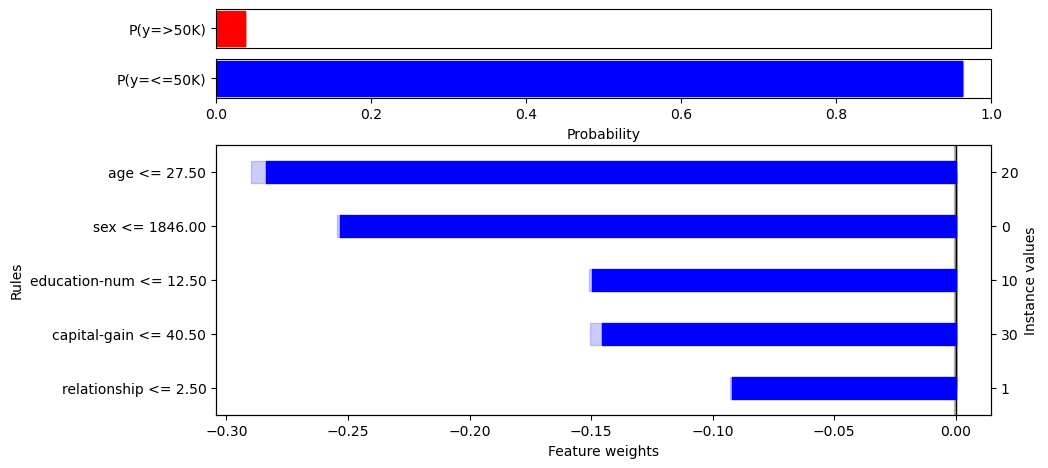 P(y=>50K)
P(y=<=50K)
0.0 0.2 0.4 0.6 0.8 1.0
Probability
Rules
age <= 27.50 20
sex <= 1846.00 0
education-num <= 12.50 10
capital-gain <= 40.50 30
relationship <= 2.50 1
Instance values
−0.30 −0.25 −0.20 −0.15 −0.10 −0.05 0.00
Feature weights